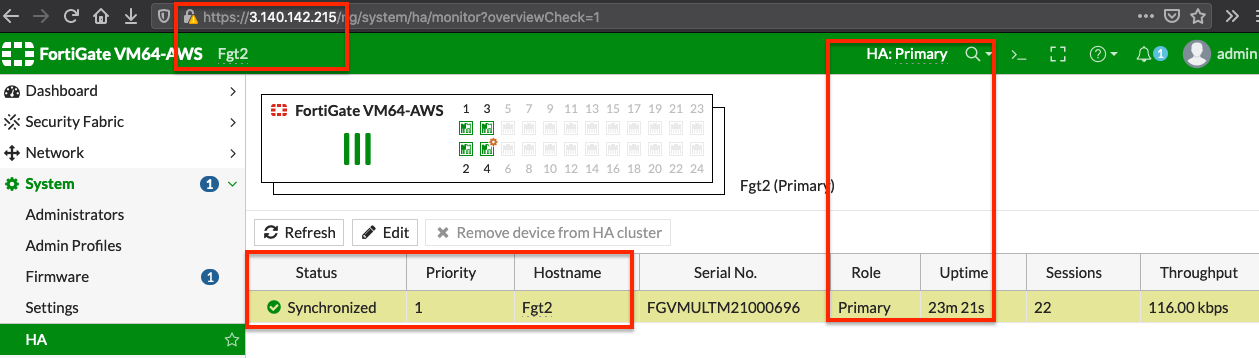 https://3.140.142.215/ng/system/ha/monitor?overviewCheck=1
FortiGate VM64-AWS Fgt2 HA: Primary >_ ? 1 admin
Dashboard
Security Fabric
Network
System 1
Administrators
Admin Profiles
Firmware 1
Settings
HA
FortiGate VM64-AWS 1 3 5 7 9 11 13 15 17 19 21 23
2 4 6 8 10 12 14 16 18 20 22 24
Fgt2 (Primary)
Refresh Edit Remove device from HA cluster
Status Priority Hostname Serial No. Role Uptime Sessions Throughput
Synchronized 1 Fgt2 FGVMULTM21000696 Primary 23m 21s 22 116.00 kbps